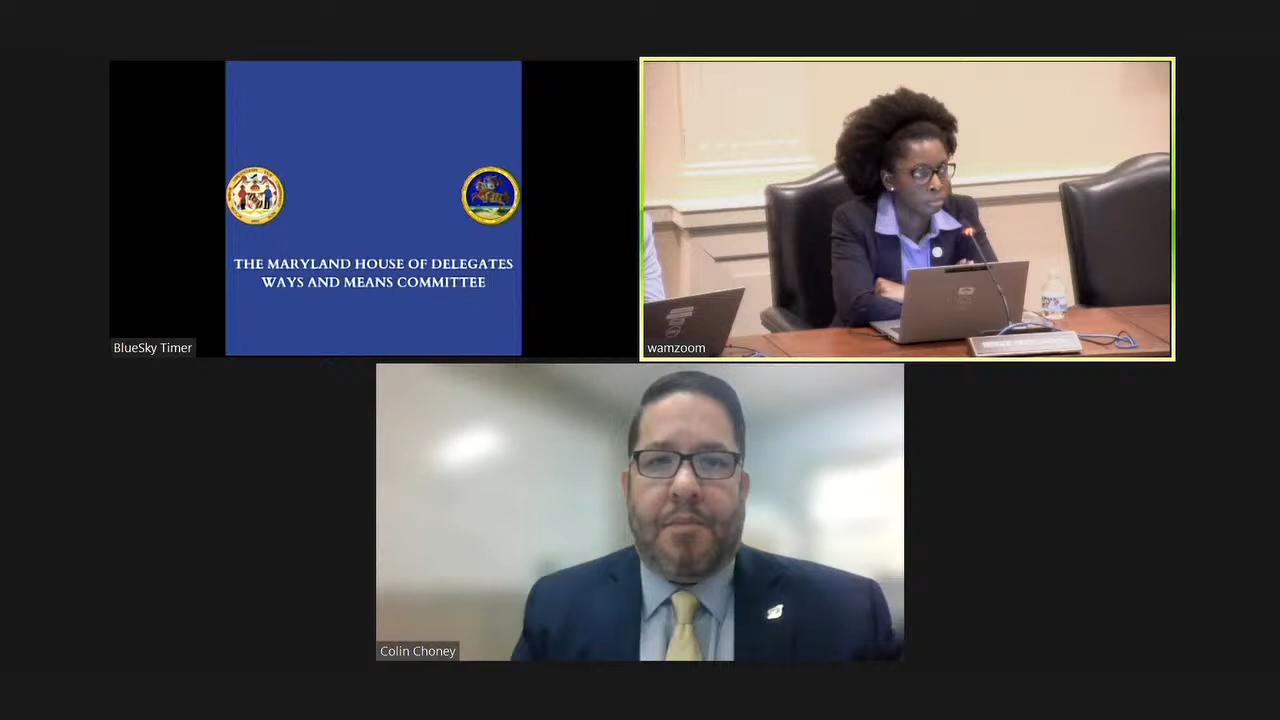 THE MARYLAND HOUSE OF DELEGATES
WAYS AND MEANS COMMITTEE
BlueSky Timer
wamzoom
Colin Choney